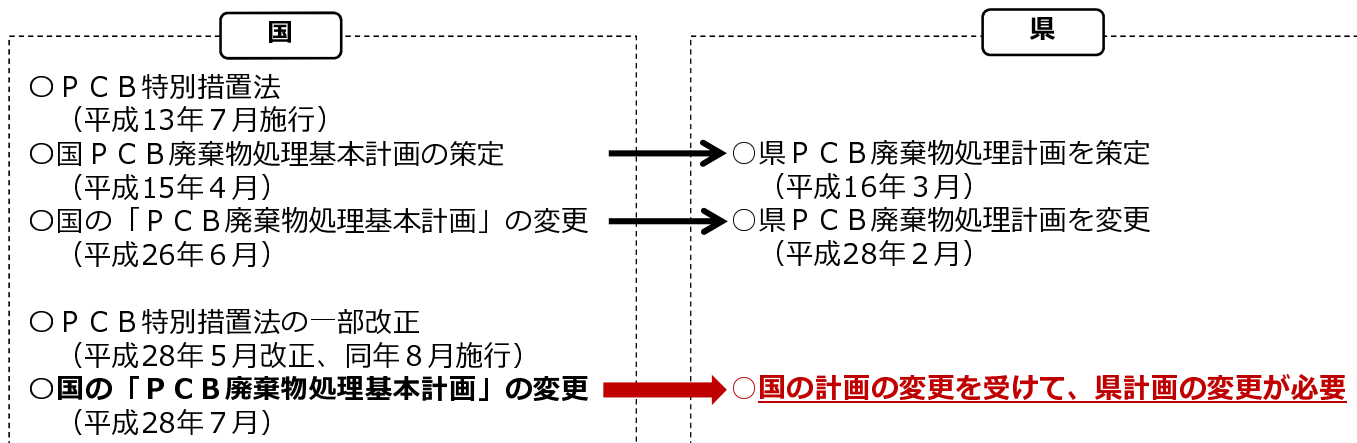 国
〇ＰＣＢ特別措置法
（平成13年７月施行）
〇国ＰＣＢ廃棄物処理基本計画の策定
（平成15年４月）
〇国の「ＰＣＢ廃棄物処理基本計画」の変更
（平成26年６月）
〇ＰＣＢ特別措置法の一部改正
（平成28年５月改正、同年８月施行）
〇国の「ＰＣＢ廃棄物処理基本計画」の変更
（平成28年７月）
県
○県ＰＣＢ廃棄物処理計画を策定
（平成16年３月）
○県ＰＣＢ廃棄物処理計画を変更
（平成28年２月）
○国の計画の変更を受けて、県計画の変更が必要